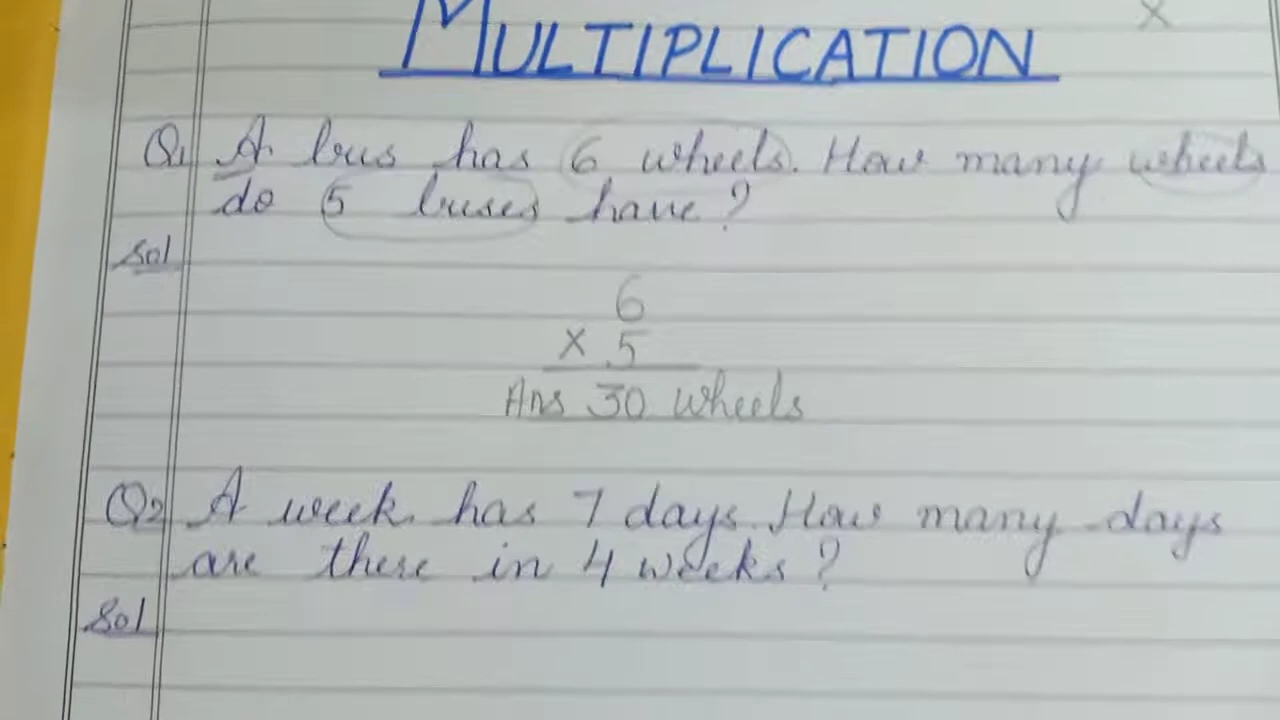 ×
MULTIPLICATION
Q1 A bus has 6 wheels. How many wheels
do 5 buses have?
Sol
6
× 5
Ans 30 wheels
Q2 A week has 7 days. How many days
are there in 4 weeks?
Sol